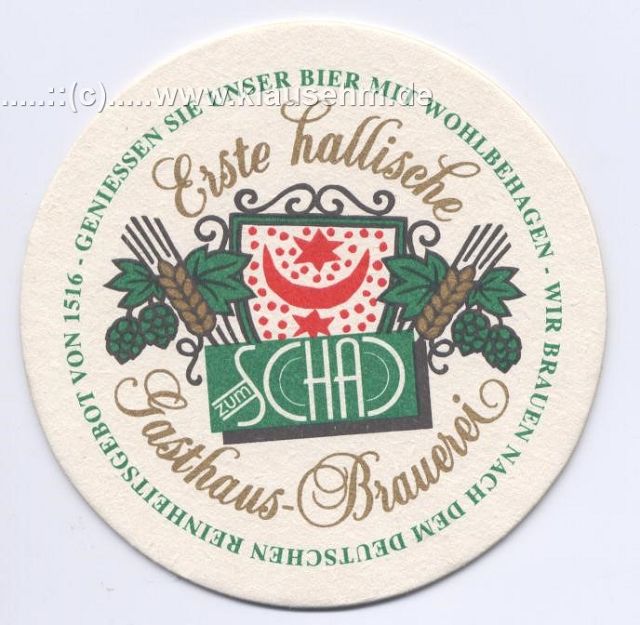 .....::(c).....www.klausehm.de
GENIESSEN SIE UNSER BIER MIT WOHLBEHAGEN - WIR BRAUEN NACH DEM DEUTSCHEN REINHEITSGEBOT VON 1516 -
Erste hallische
zum SCHAD
Gasthaus-Brauerei